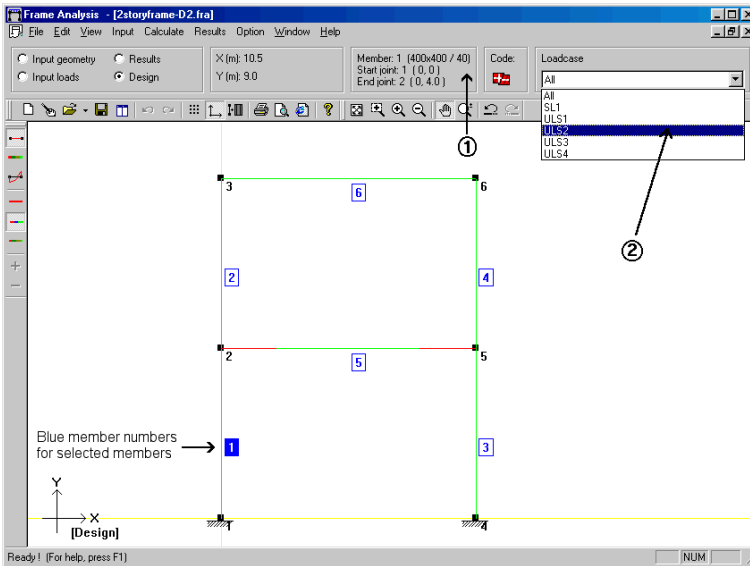 Frame Analysis - [2storyframe-D2.fra]
File Edit View Input Calculate Results Option Window Help
Input geometry Results
Input loads Design
X (m): 10.5
Y (m): 9.0
Member: 1 (400x400 / 40)
Start joint: 1 ( 0, 0 )
End joint: 2 ( 0, 4.0 )
Code:
Loadcase
All
All
SL1
ULS1
ULS2
ULS3
ULS4
①
②
3 6 6
2 4
2 5 5
Blue member numbers
for selected members
1 3
Y
X
[Design]
1 4
Ready! (For help, press F1) NUM